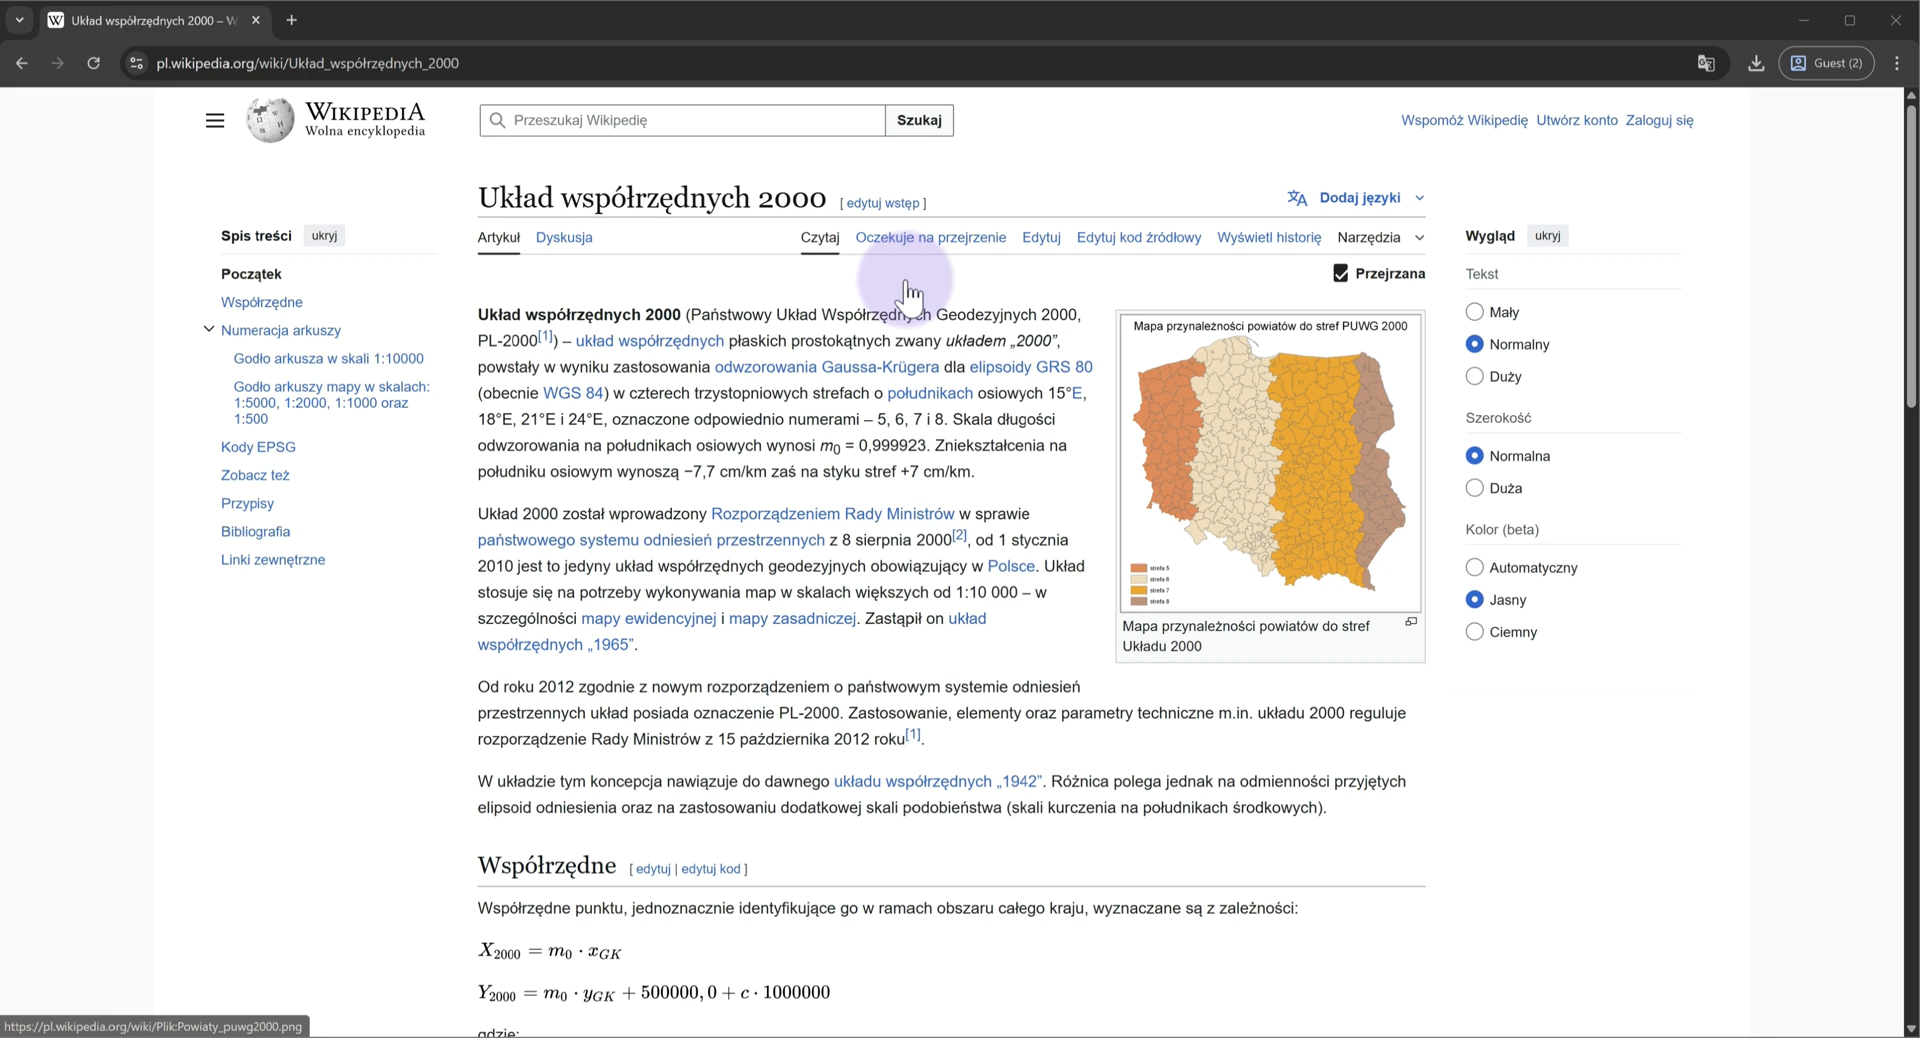 Układ współrzędnych 2000 – W
pl.wikipedia.org/wiki/Układ_współrzędnych_2000
Guest (2)
WIKIPEDIA
Wolna encyklopedia
Przeszukaj Wikipedię
Szukaj
Wspomóż Wikipedię Utwórz konto Zaloguj się
Spis treści ukryj
Początek
Współrzędne
Numeracja arkuszy
Godło arkusza w skali 1:10000
Godło arkuszy mapy w skalach:
1:5000, 1:2000, 1:1000 oraz
1:500
Kody EPSG
Zobacz też
Przypisy
Bibliografia
Linki zewnętrzne
Układ współrzędnych 2000 [ edytuj wstęp ]
Dodaj języki
Artykuł Dyskusja
Czytaj Oczekuje na przejrzenie Edytuj Edytuj kod źródłowy Wyświetl historię Narzędzia
Przejrzana
Układ współrzędnych 2000 (Państwowy Układ Współrzędnych Geodezyjnych 2000,
PL-2000[1]) – układ współrzędnych płaskich prostokątnych zwany układem „2000”,
powstały w wyniku zastosowania odwzorowania Gaussa-Krügera dla elipsoidy GRS 80
(obecnie WGS 84) w czterech trzystopniowych strefach o południkach osiowych 15°E,
18°E, 21°E i 24°E, oznaczone odpowiednio numerami – 5, 6, 7 i 8. Skala długości
odwzorowania na południkach osiowych wynosi m0 = 0,999923. Zniekształcenia na
południku osiowym wynoszą −7,7 cm/km zaś na styku stref +7 cm/km.
Układ 2000 został wprowadzony Rozporządzeniem Rady Ministrów w sprawie
państwowego systemu odniesień przestrzennych z 8 sierpnia 2000[2], od 1 stycznia
2010 jest to jedyny układ współrzędnych geodezyjnych obowiązujący w Polsce. Układ
stosuje się na potrzeby wykonywania map w skalach większych od 1:10 000 – w
szczególności mapy ewidencyjnej i mapy zasadniczej. Zastąpił on układ
współrzędnych „1965”.
Od roku 2012 zgodnie z nowym rozporządzeniem o państwowym systemie odniesień
przestrzennych układ posiada oznaczenie PL-2000. Zastosowanie, elementy oraz parametry techniczne m.in. układu 2000 reguluje
rozporządzenie Rady Ministrów z 15 października 2012 roku[1].
W układzie tym koncepcja nawiązuje do dawnego układu współrzędnych „1942”. Różnica polega jednak na odmienności przyjętych
elipsoid odniesienia oraz na zastosowaniu dodatkowej skali podobieństwa (skali kurczenia na południkach środkowych).
Współrzędne [ edytuj | edytuj kod ]
Współrzędne punktu, jednoznacznie identyfikujące go w ramach obszaru całego kraju, wyznaczane są z zależności:
X2000 = m0 · xGK
Y2000 = m0 · yGK + 500000, 0 + c · 1000000
gdzie:
Mapa przynależności powiatów do stref PUWG 2000
strefa 5
strefa 6
strefa 7
strefa 8
Mapa przynależności powiatów do stref
Układu 2000
Wygląd ukryj
Tekst
Mały
Normalny
Duży
Szerokość
Normalna
Duża
Kolor (beta)
Automatyczny
Jasny
Ciemny
https://pl.wikipedia.org/wiki/Plik:Powiaty_puwg2000.png